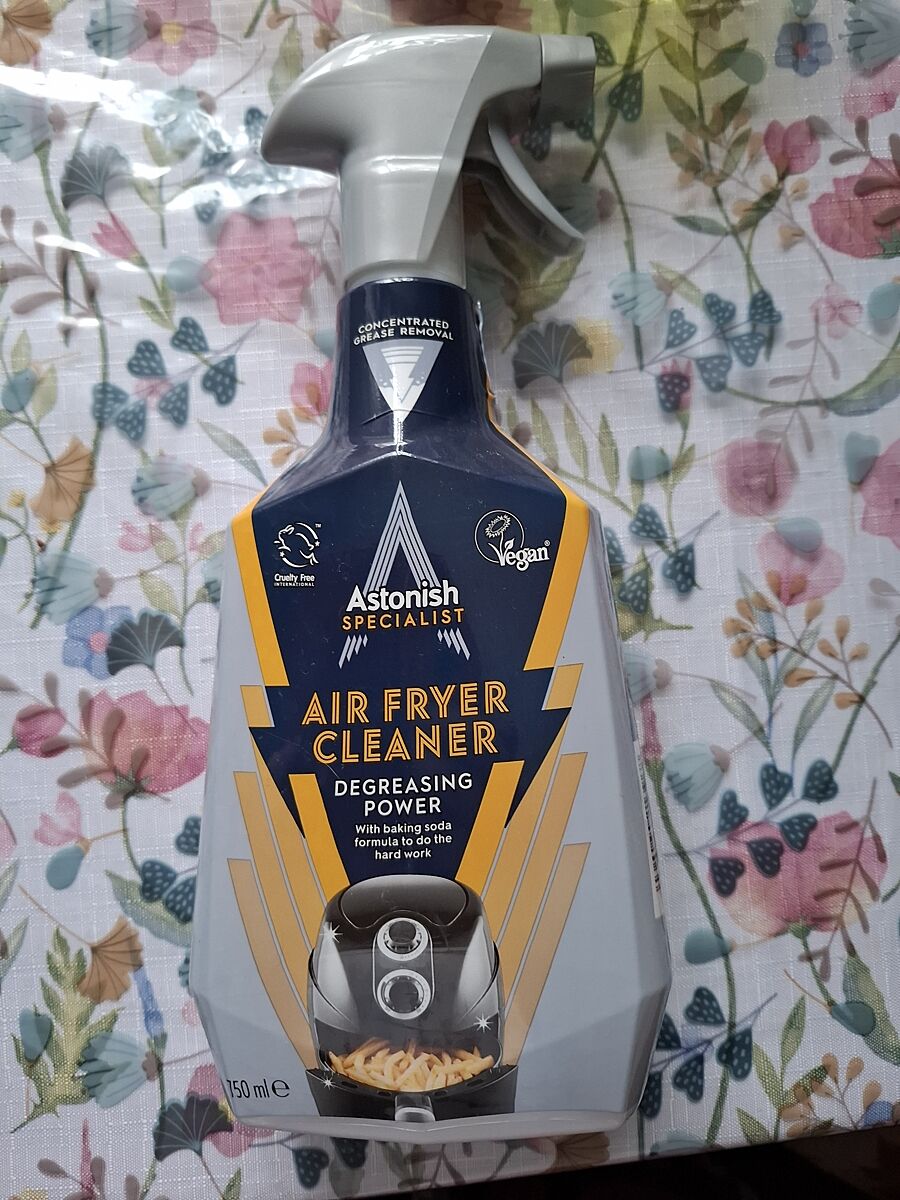 CONCENTRATED
GREASE REMOVAL
Cruelty Free
INTERNATIONAL
TM
Vegan®
Astonish
SPECIALIST
AIR FRYER
CLEANER
DEGREASING
POWER
With baking soda
formula to do the
hard work
750 ml ℮